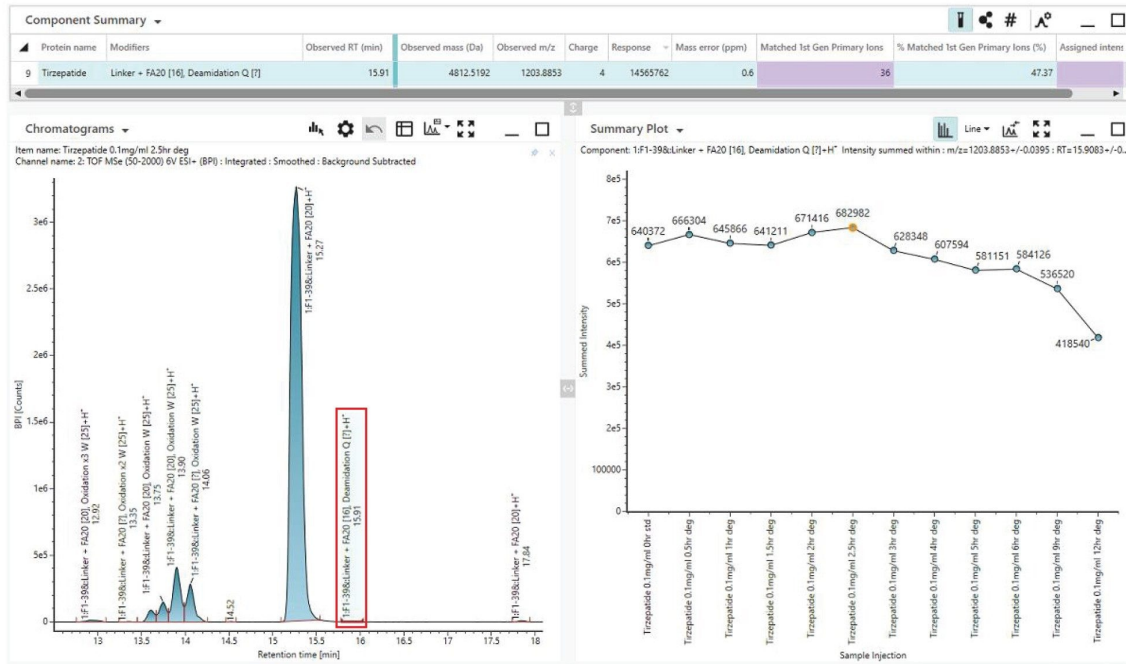 Component Summary
Protein name Modifiers Observed RT (min) Observed mass (Da) Observed m/z Charge Response Mass error (ppm) Matched 1st Gen Primary Ions % Matched 1st Gen Primary Ions (%) Assigned intens
9 Tirzepatide Linker + FA20 [16], Deamidation Q [?] 15.91 4812.5192 1203.8853 4 14565762 0.6 36 47.37
Chromatograms
Item name: Tirzepatide 0.1mg/ml 2.5hr deg
Channel name: 2: TOF MSe (50-2000) 6V ESI+ (BPI) : Integrated : Smoothed : Background Subtracted
BPI [Counts]
3e6
2.5e6
2e6
1.5e6
1e6
5e5
0
1:F1-39&:Linker + FA20 [20], Oxidation x3 W [25]+H⁺
12.92
1:F1-39&:Linker + FA20 [?], Oxidation x2 W [25]+H⁺
13.35
1:F1-39&:Linker + FA20 [20], Oxidation W [25]+H⁺
13.75
1:F1-39&:Linker + FA20 [20], Oxidation W [25]+H⁺
13.90
1:F1-39&:Linker + FA20 [?], Oxidation W [25]+H⁺
14.06
14.52
1:F1-39&:Linker + FA20 [20]+H⁺
15.27
1:F1-39&:Linker + FA20 [16], Deamidation Q [?]+H⁺
15.91
1:F1-39&:Linker + FA20 [20]+H⁺
17.84
13 13.5 14 14.5 15 15.5 16 16.5 17 17.5 18
Retention time [min]
Summary Plot
Line
Component: 1:F1-39&:Linker + FA20 [16], Deamidation Q [?]+H⁺ Intensity summed within : m/z=1203.8853+/-0.0395 : RT=15.9083+/-0...
Summed Intensity
8e5
7e5
6e5
5e5
4e5
100000
0
640372
666304
645866
641211
671416
682982
628348
607594
581151
584126
536520
418540
Tirzepatide 0.1mg/ml 0hr std
Tirzepatide 0.1mg/ml 0.5hr deg
Tirzepatide 0.1mg/ml 1hr deg
Tirzepatide 0.1mg/ml 1.5hr deg
Tirzepatide 0.1mg/ml 2hr deg
Tirzepatide 0.1mg/ml 2.5hr deg
Tirzepatide 0.1mg/ml 3hr deg
Tirzepatide 0.1mg/ml 4hr deg
Tirzepatide 0.1mg/ml 5hr deg
Tirzepatide 0.1mg/ml 6hr deg
Tirzepatide 0.1mg/ml 9hr deg
Tirzepatide 0.1mg/ml 12hr deg
Sample Injection